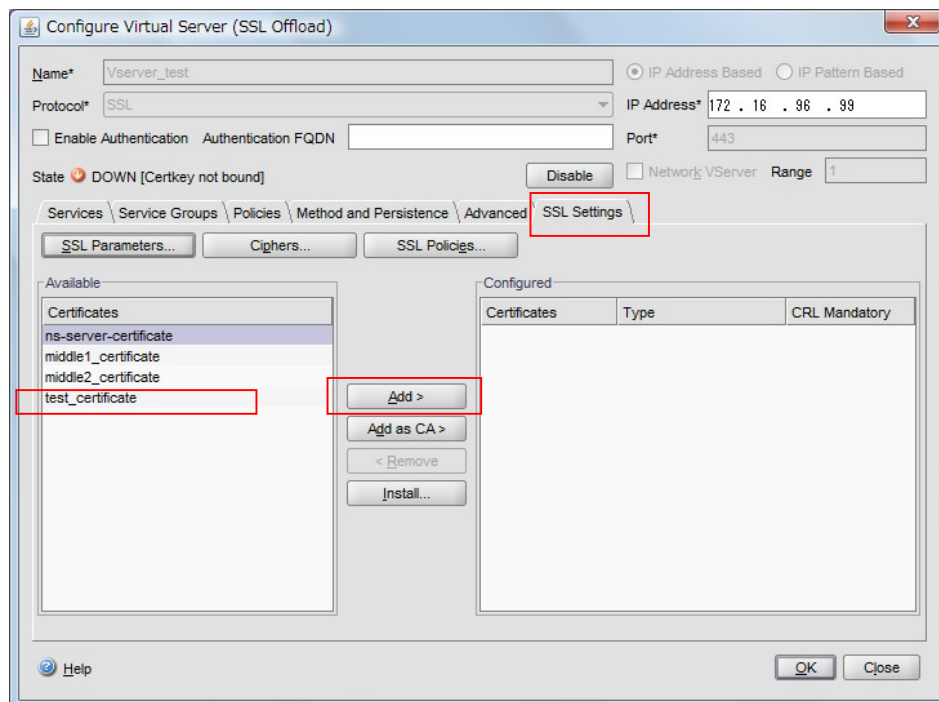 Configure Virtual Server (SSL Offload)
Name* Vserver_test IP Address Based IP Pattern Based
Protocol* SSL IP Address* 172 . 16 . 96 . 99
Enable Authentication Authentication FQDN Port* 443
State DOWN [Certkey not bound] Disable Network VServer Range 1
Services Service Groups Policies Method and Persistence Advanced SSL Settings
SSL Parameters... Ciphers... SSL Policies...
Available Configured
Certificates Certificates Type CRL Mandatory
ns-server-certificate
middle1_certificate
middle2_certificate
test_certificate Add >
Add as CA >
< Remove
Install...
Help OK Close